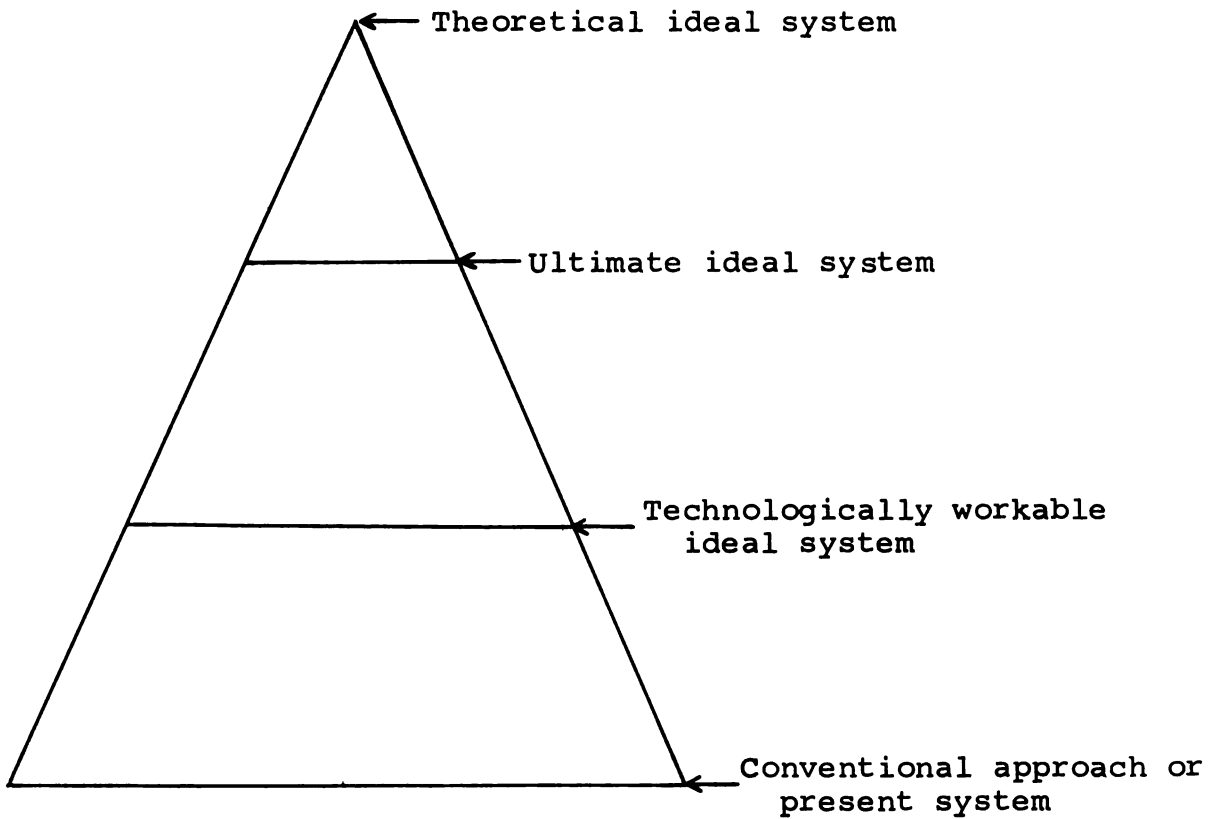 Theoretical ideal system
Ultimate ideal system
Technologically workable
ideal system
Conventional approach or
present system